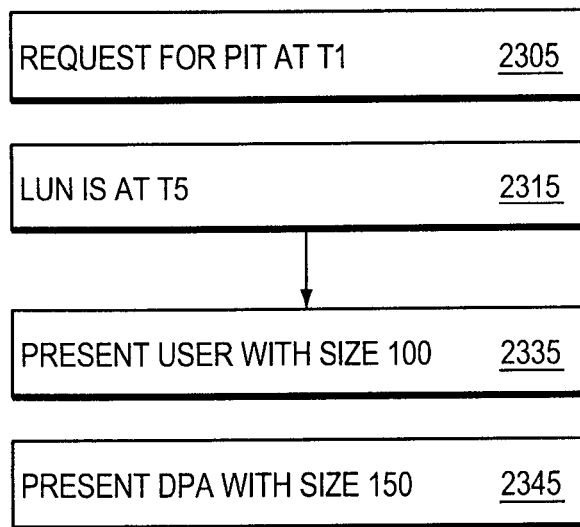 REQUEST FOR PIT AT T1 2305
LUN IS AT T5 2315
PRESENT USER WITH SIZE 100 2335
PRESENT DPA WITH SIZE 150 2345